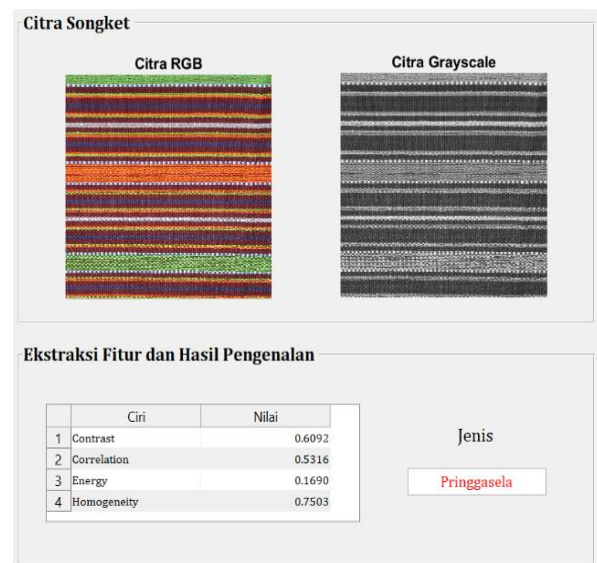 Citra Songket
Citra RGB
Citra Grayscale
Ekstraksi Fitur dan Hasil Pengenalan
Ciri Nilai
1 Contrast 0.6092
2 Correlation 0.5316
3 Energy 0.1690
4 Homogeneity 0.7503
Jenis
Pringgasela